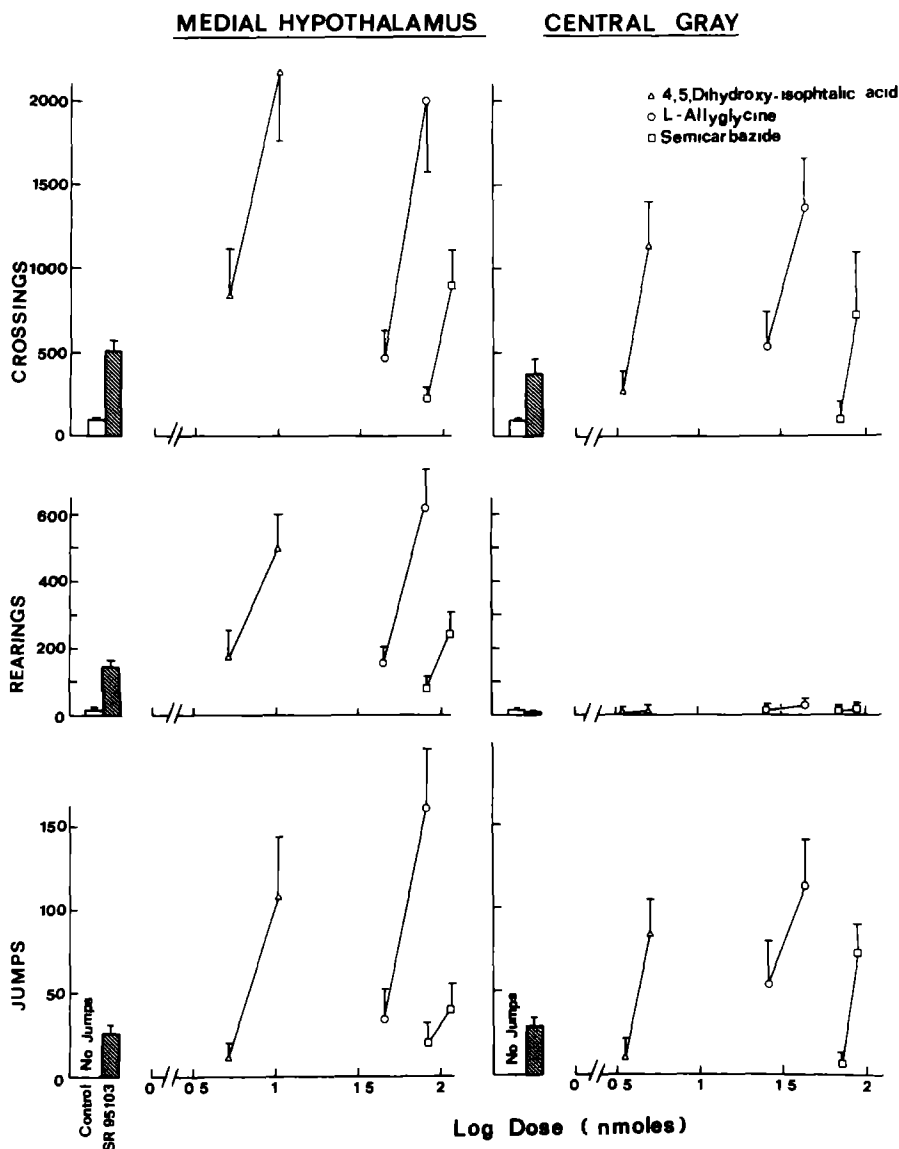 MEDIAL HYPOTHALAMUS CENTRAL GRAY
4,5,Dihydroxy-isophtalic acid
L-Allyglycine
Semicarbazide
CROSSINGS
2000
1500
1000
500
0
0 0 5 1 1 5 2
0 0 5 1 1 5 2
REARINGS
600
400
200
0
JUMPS
150
100
50
0
Control No Jumps
SR 95103
No Jumps
Log Dose ( nmoles)